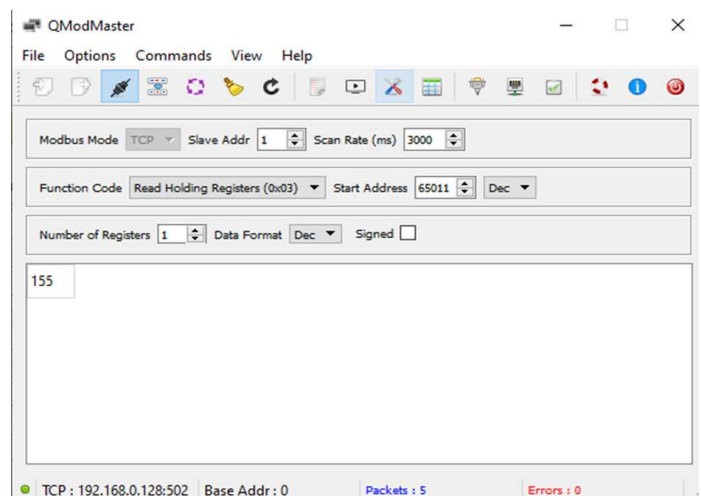 QModMaster
File Options Commands View Help
Modbus Mode TCP Slave Addr 1 Scan Rate (ms) 3000
Function Code Read Holding Registers (0x03) Start Address 65011 Dec
Number of Registers 1 Data Format Dec Signed
155
TCP : 192.168.0.128:502 Base Addr : 0 Packets : 5 Errors : 0